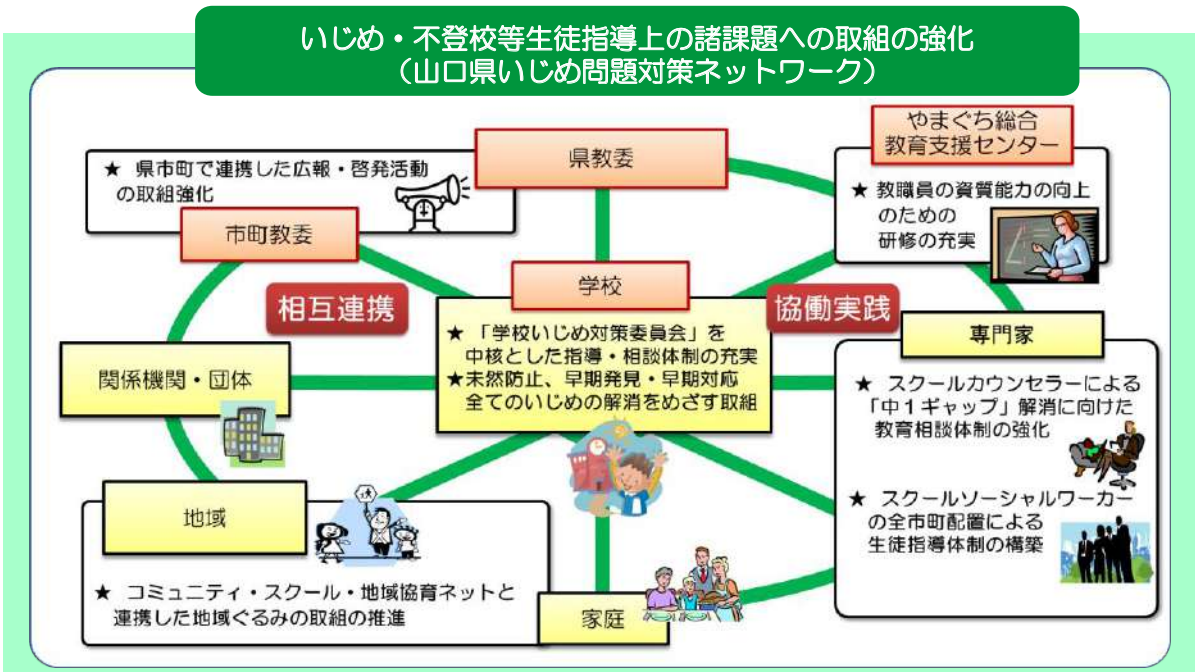 いじめ・不登校等生徒指導上の諸課題への取組の強化
（山口県いじめ問題対策ネットワーク）
県教委
やまぐち総合
教育支援センター
★ 教職員の資質能力の向上
のための
研修の充実
★ 県市町で連携した広報・啓発活動
の取組強化
市町教委
相互連携
協働実践
学校
★ 「学校いじめ対策委員会」を
中核とした指導・相談体制の充実
★未然防止、早期発見・早期対応
全てのいじめの解消をめざす取組
専門家
★ スクールカウンセラーによる
「中１ギャップ」解消に向けた
教育相談体制の強化
★ スクールソーシャルワーカー
の全市町配置による
生徒指導体制の構築
関係機関・団体
地域
★ コミュニティ・スクール・地域協育ネットと
連携した地域ぐるみの取組の推進
家庭